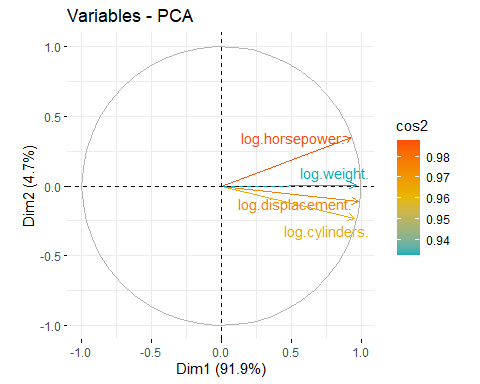 Variables - PCA
1.0
0.5
0.0
-0.5
-1.0
Dim2 (4.7%)
log.horsepower.
log.weight.
log.displacement.
log.cylinders.
-1.0 -0.5 0.0 0.5 1.0
Dim1 (91.9%)
cos2
0.98
0.97
0.96
0.95
0.94